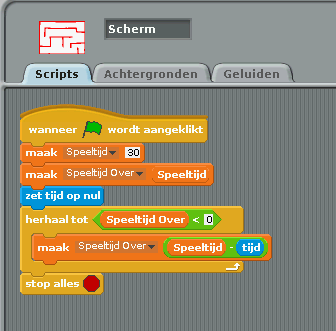 Scherm
Scripts Achtergronden Geluiden
wanneer wordt aangeklikt
maak Speeltijd 30
maak Speeltijd Over Speeltijd
zet tijd op nul
herhaal tot Speeltijd Over < 0
maak Speeltijd Over Speeltijd - tijd
stop alles